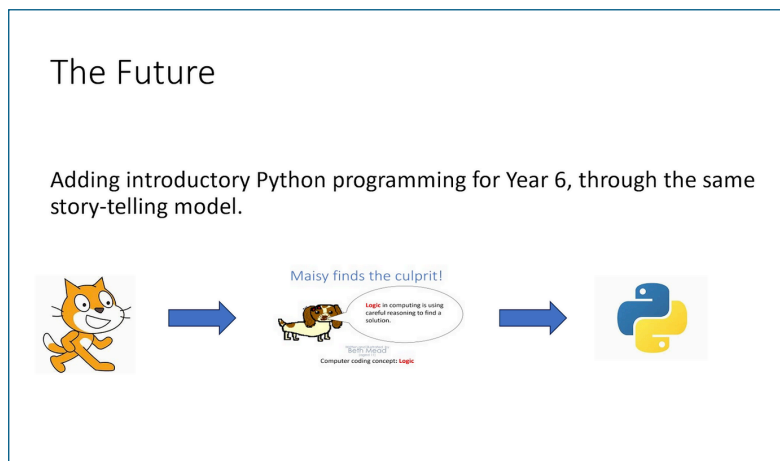 The Future
Adding introductory Python programming for Year 6, through the same
story-telling model.
Maisy finds the culprit!
Logic in computing is using
careful reasoning to find a
solution.
Beth Mead
Computer coding concept: Logic